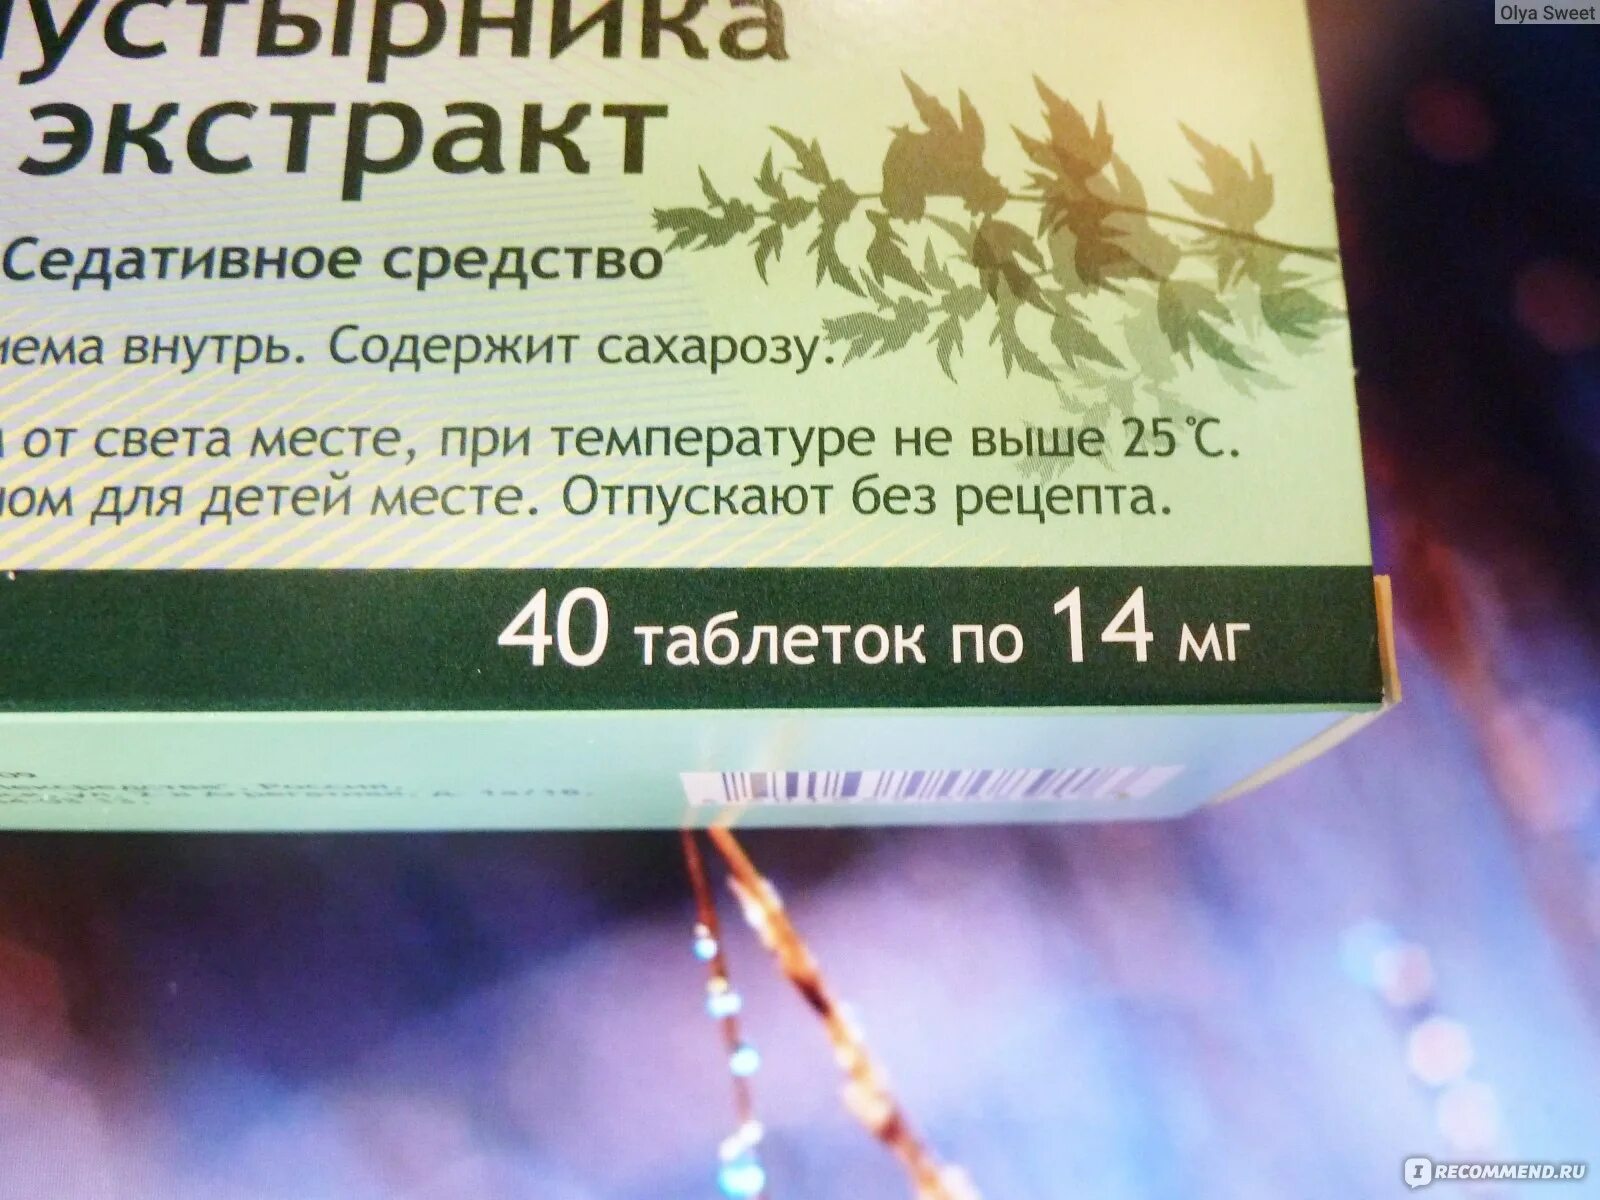 Olya Sweet
пустырника
экстракт
Седативное средство
иема внутрь. Содержит сахарозу.
от света месте, при температуре не выше 25°С.
ном для детей месте. Отпускают без рецепта.
40 таблеток по 14 мг
IRECOMMEND.RU